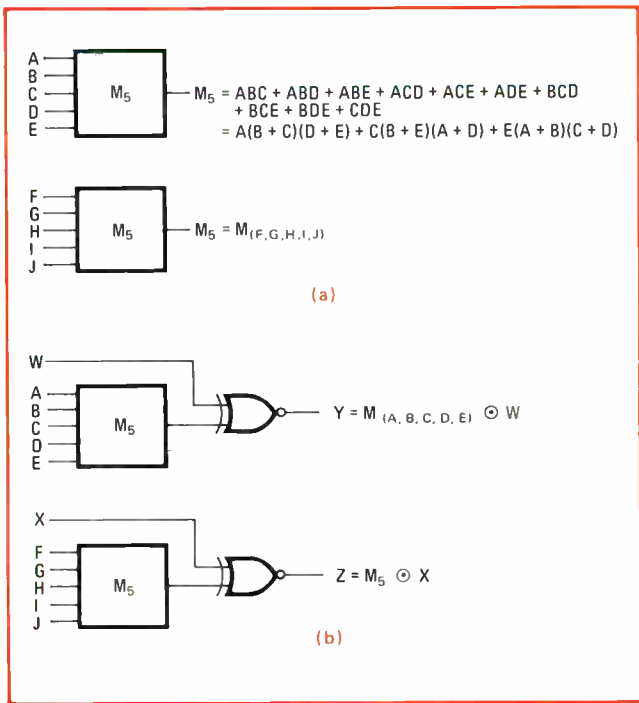 A
B
C
D
E
M₅
M₅ = ABC + ABD + ABE + ACD + ACE + ADE + BCD
+ BCE + BDE + CDE
= A(B + C)(D + E) + C(B + E)(A + D) + E(A + B)(C + D)
F
G
H
I
J
M₅
M₅ = M(F,G,H,I,J)
(a)
W
A
B
C
D
E
M₅
Y = M (A, B, C, D, E) ⊙ W
X
F
G
H
I
J
M₅
Z = M₅ ⊙ X
(b)